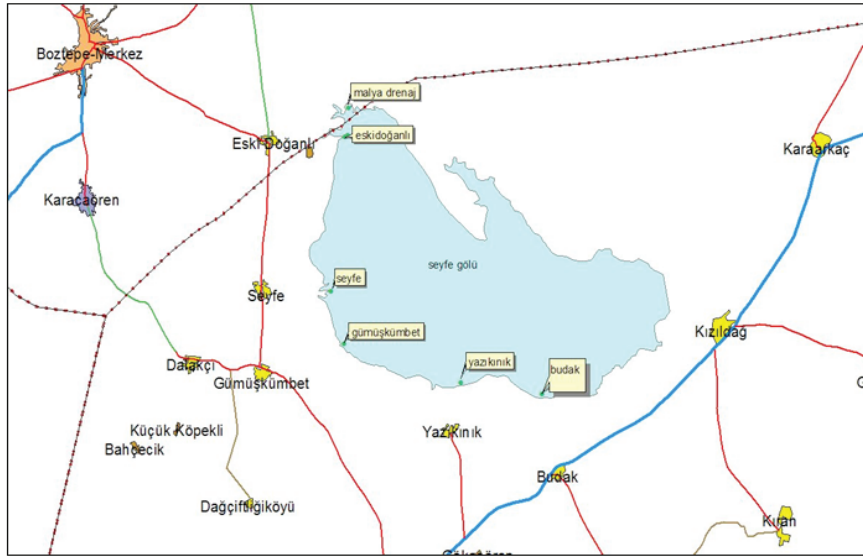 Boztepe-Merkez
malya drenaj
Eski Doğanlı
eskidoğanlı
Karaarkaç
Karacaören
seyfe gölü
Seyfe
seyfe
gümüşkümbet
Kızıldağ
Dalakçı
Gümüşkümbet
yazıkınık
budak
Küçük Köpekli
Bahçecik
Yazıkınık
Budak
Dağçiftliğiköyü
Kıran